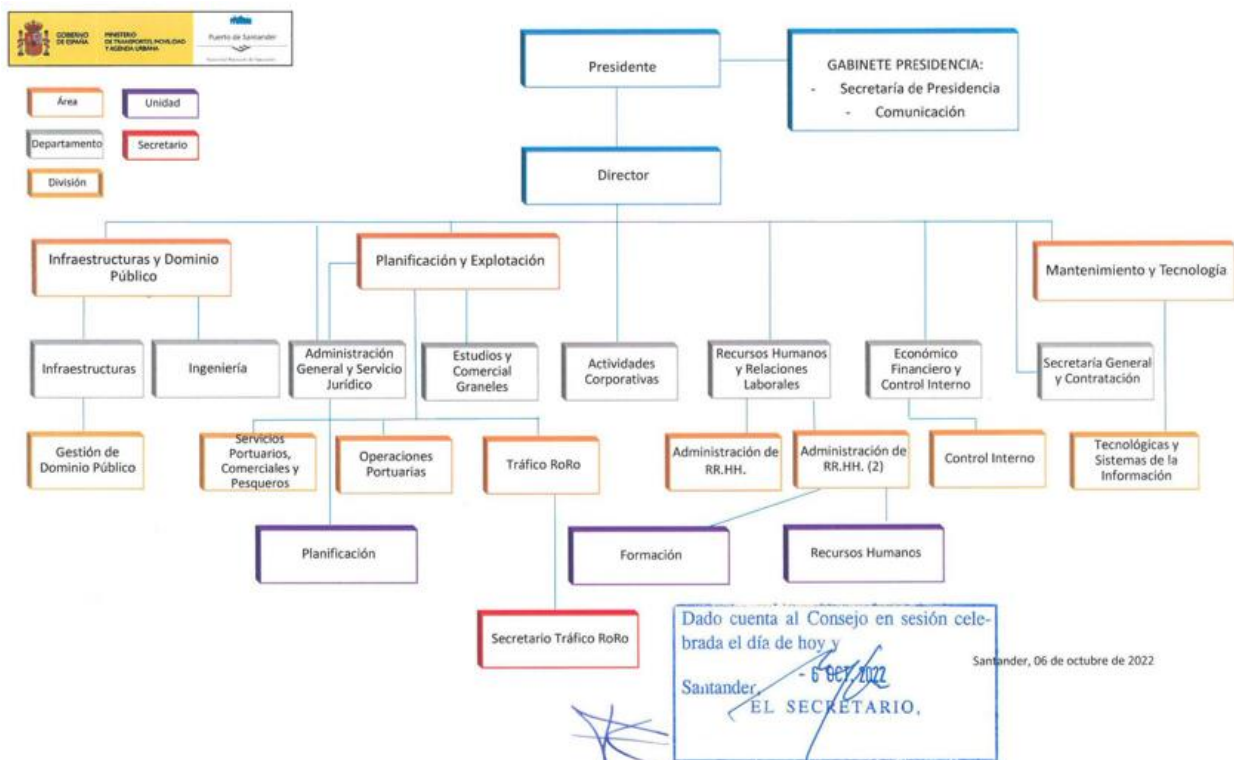 GOBIERNO
DE ESPAÑA
MINISTERIO
DE TRANSPORTES, MOVILIDAD
Y AGENDA URBANA
Puerto de Santander
Área
Unidad
Departamento
Secretario
División
Presidente
GABINETE PRESIDENCIA:
- Secretaría de Presidencia
- Comunicación
Director
Infraestructuras y Dominio
Público
Planificación y Explotación
Mantenimiento y Tecnología
Infraestructuras
Ingeniería
Administración
General y Servicio
Jurídico
Estudios y
Comercial
Graneles
Actividades
Corporativas
Recursos Humanos
y Relaciones
Laborales
Económico
Financiero y
Control Interno
Secretaría General
y Contratación
Gestión de
Dominio Público
Servicios
Portuarios,
Comerciales y
Pesqueros
Operaciones
Portuarias
Tráfico RoRo
Administración de
RR.HH.
Administración de
RR.HH. (2)
Control Interno
Tecnológicas y
Sistemas de la
Información
Planificación
Formación
Recursos Humanos
Secretario Tráfico RoRo
Dado cuenta al Consejo en sesión cele-
brada el día de hoy y
- 6 OCT. 2022
Santander,
EL SECRETARIO,
Santander, 06 de octubre de 2022